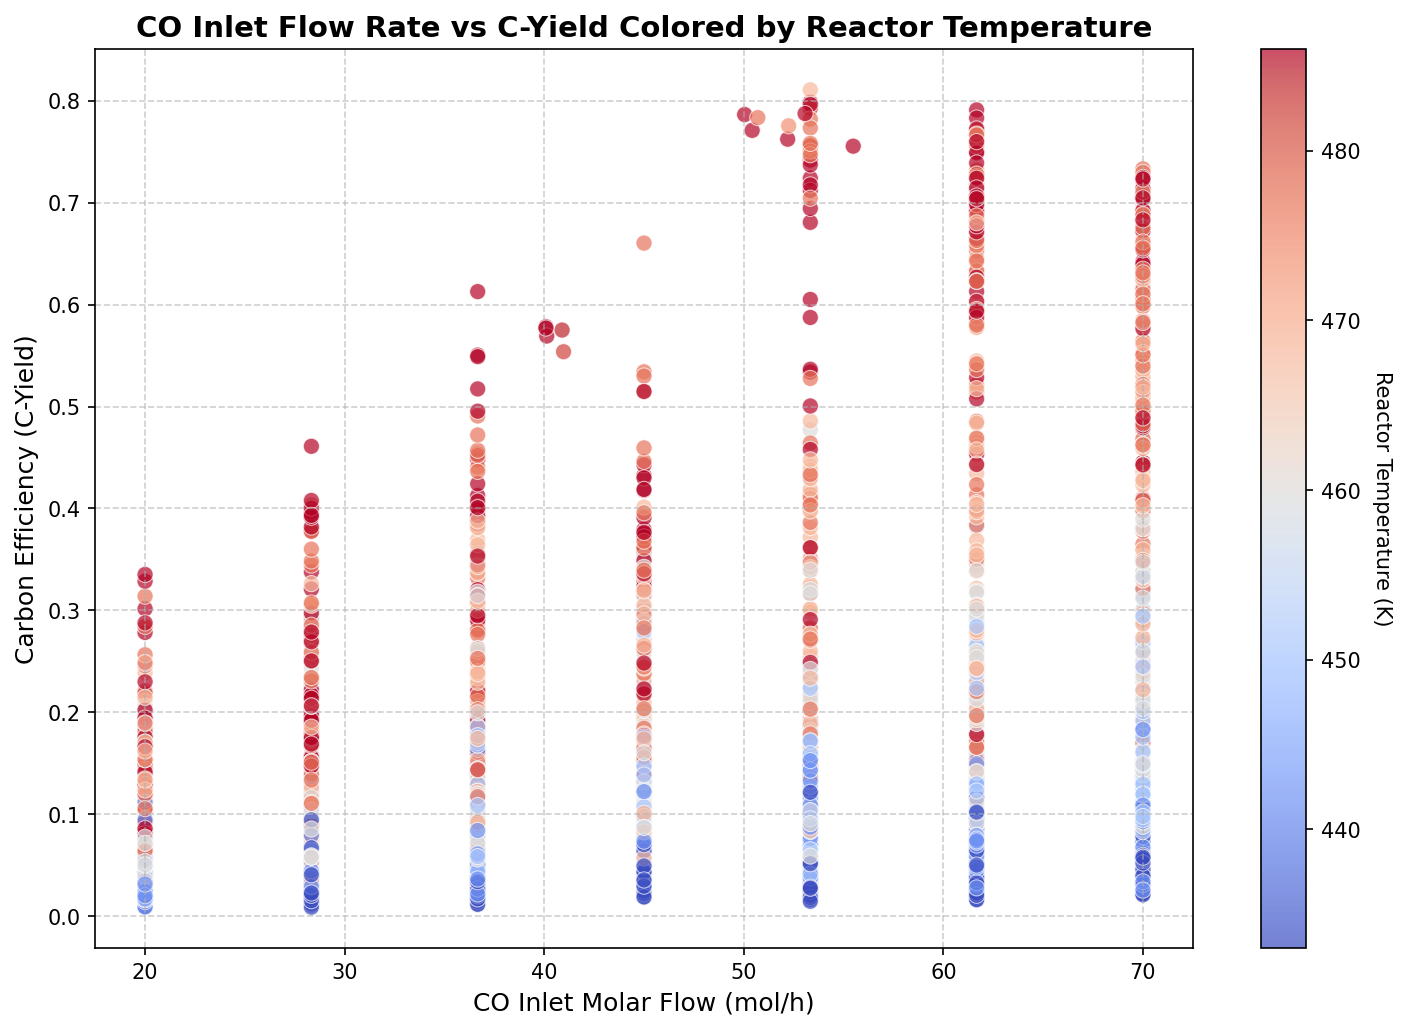 CO Inlet Flow Rate vs C-Yield Colored by Reactor Temperature
Carbon Efficiency (C-Yield)
0.8
0.7
0.6
0.5
0.4
0.3
0.2
0.1
0.0
20 30 40 50 60 70
CO Inlet Molar Flow (mol/h)
480
470
460
450
440
Reactor Temperature (K)